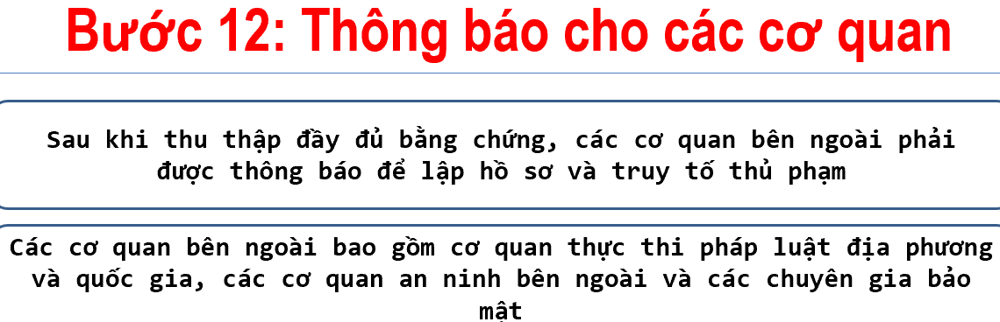 Bước 12: Thông báo cho các cơ quan
Sau khi thu thập đầy đủ bằng chứng, các cơ quan bên ngoài phải
được thông báo để lập hồ sơ và truy tố thủ phạm
Các cơ quan bên ngoài bao gồm cơ quan thực thi pháp luật địa phương
và quốc gia, các cơ quan an ninh bên ngoài và các chuyên gia bảo
mật